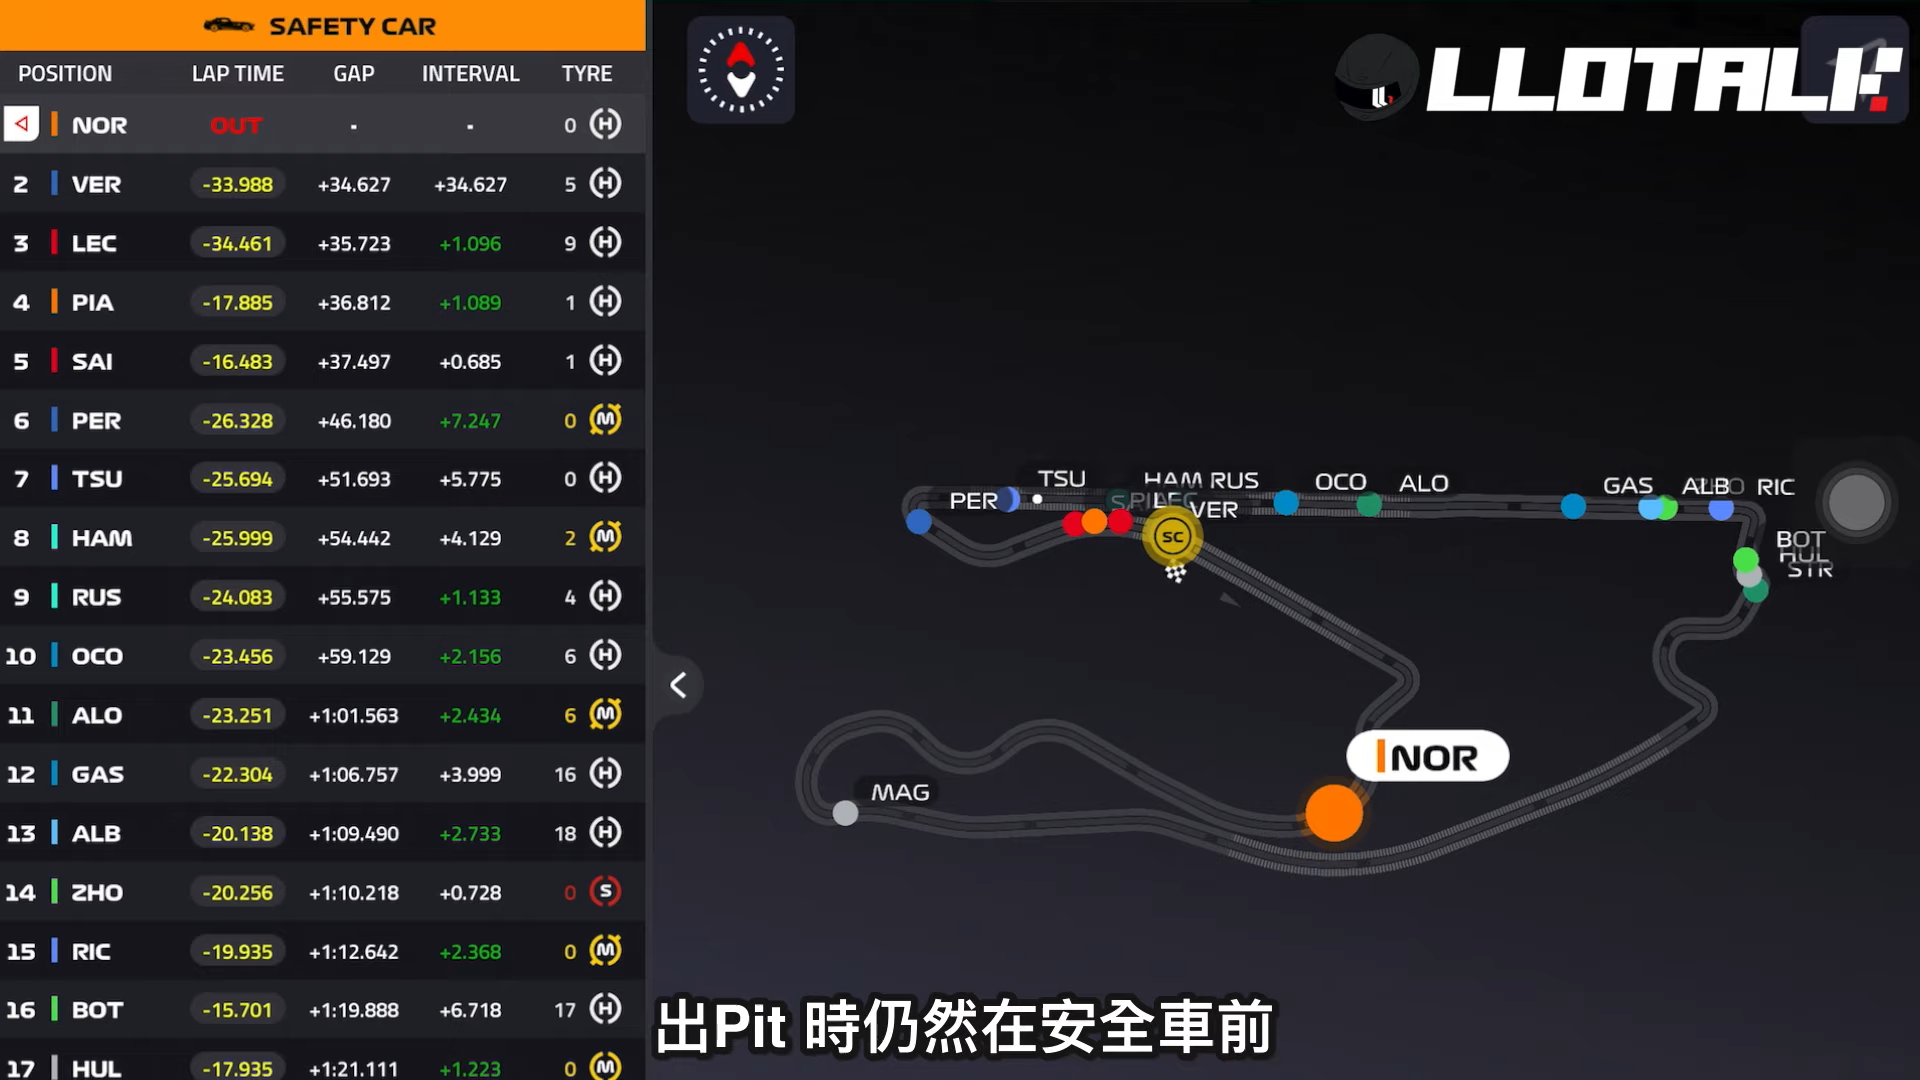 SAFETY CAR
POSITION LAP TIME GAP INTERVAL TYRE
NOR OUT - - 0 H
2 VER -33.988 +34.627 +34.627 5 H
3 LEC -34.461 +35.723 +1.096 9 H
4 PIA -17.885 +36.812 +1.089 1 H
5 SAI -16.483 +37.497 +0.685 1 H
6 PER -26.328 +46.180 +7.247 0 M
7 TSU -25.694 +51.693 +5.775 0 H
8 HAM -25.999 +54.442 +4.129 2 M
9 RUS -24.083 +55.575 +1.133 4 H
10 OCO -23.456 +59.129 +2.156 6 H
11 ALO -23.251 +1:01.563 +2.434 6 M
12 GAS -22.304 +1:06.757 +3.999 16 H
13 ALB -20.138 +1:09.490 +2.733 18 H
14 ZHO -20.256 +1:10.218 +0.728 0 S
15 RIC -19.935 +1:12.642 +2.368 0 M
16 BOT -15.701 +1:19.888 +6.718 17 H
17 HUL -17.935 +1:21.111 +1.223 0 M
LLOTALK
TSU HAM RUS OCO ALO GAS ALB RIC
PER VER
SC
BOT
HUL
STR
NOR
MAG
出Pit 時仍然在安全車前